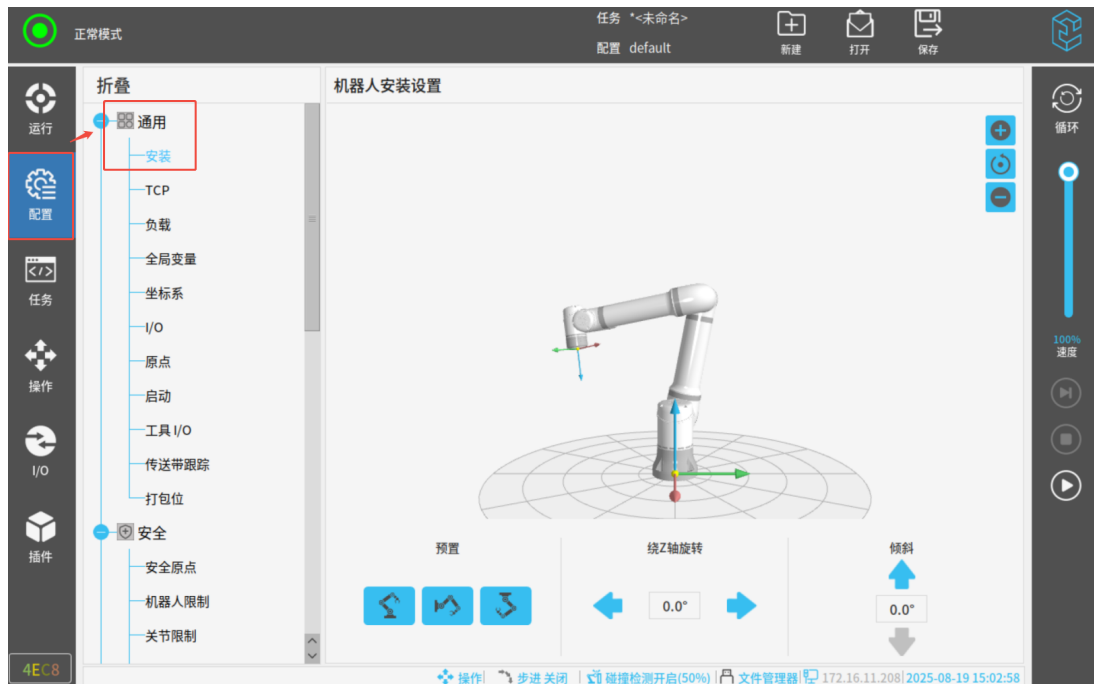 正常模式
任务 *<未命名>
配置 default
新建
打开
保存
运行
配置
任务
操作
I/O
插件
4EC8
折叠
通用
安装
TCP
负载
全局变量
坐标系
I/O
原点
启动
工具 I/O
传送带跟踪
打包位
安全
安全原点
机器人限制
关节限制
机器人安装设置
预置
绕Z轴旋转
0.0°
倾斜
0.0°
循环
100%
速度
操作 步进 关闭 碰撞检测开启(50%) 文件管理器 172.16.11.208 2025-08-19 15:02:58